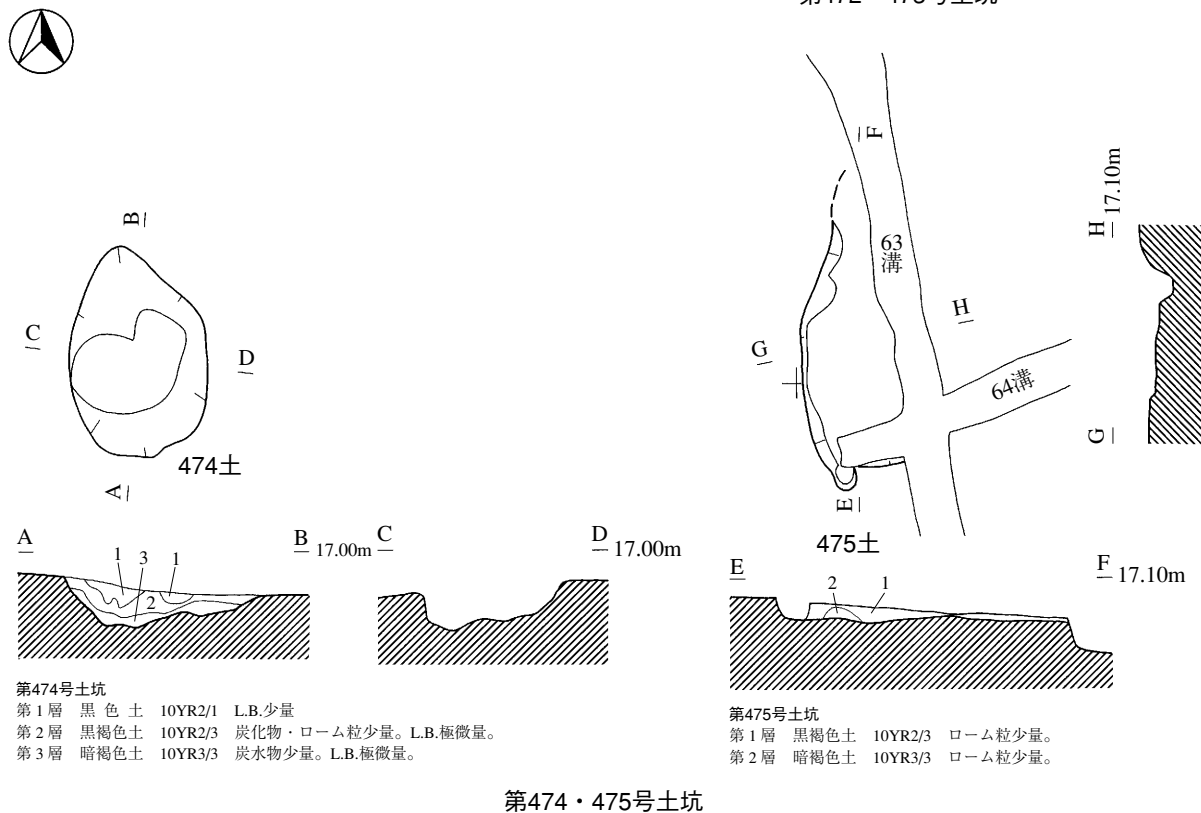 B
C
D
A
474土
F
63
溝
H
G
64溝
E
475土
H
17.10m
G
A
B 17.00m
1 3 1
2
C
D 17.00m
E
F 17.10m
2 1
第474号土坑
第1層 黒色土 10YR2/1 L.B.少量
第2層 黒褐色土 10YR2/3 炭化物・ローム粒少量。L.B.極微量。
第3層 暗褐色土 10YR3/3 炭水物少量。L.B.極微量。
第475号土坑
第1層 黒褐色土 10YR2/3 ローム粒少量。
第2層 暗褐色土 10YR3/3 ローム粒少量。
第474・475号土坑